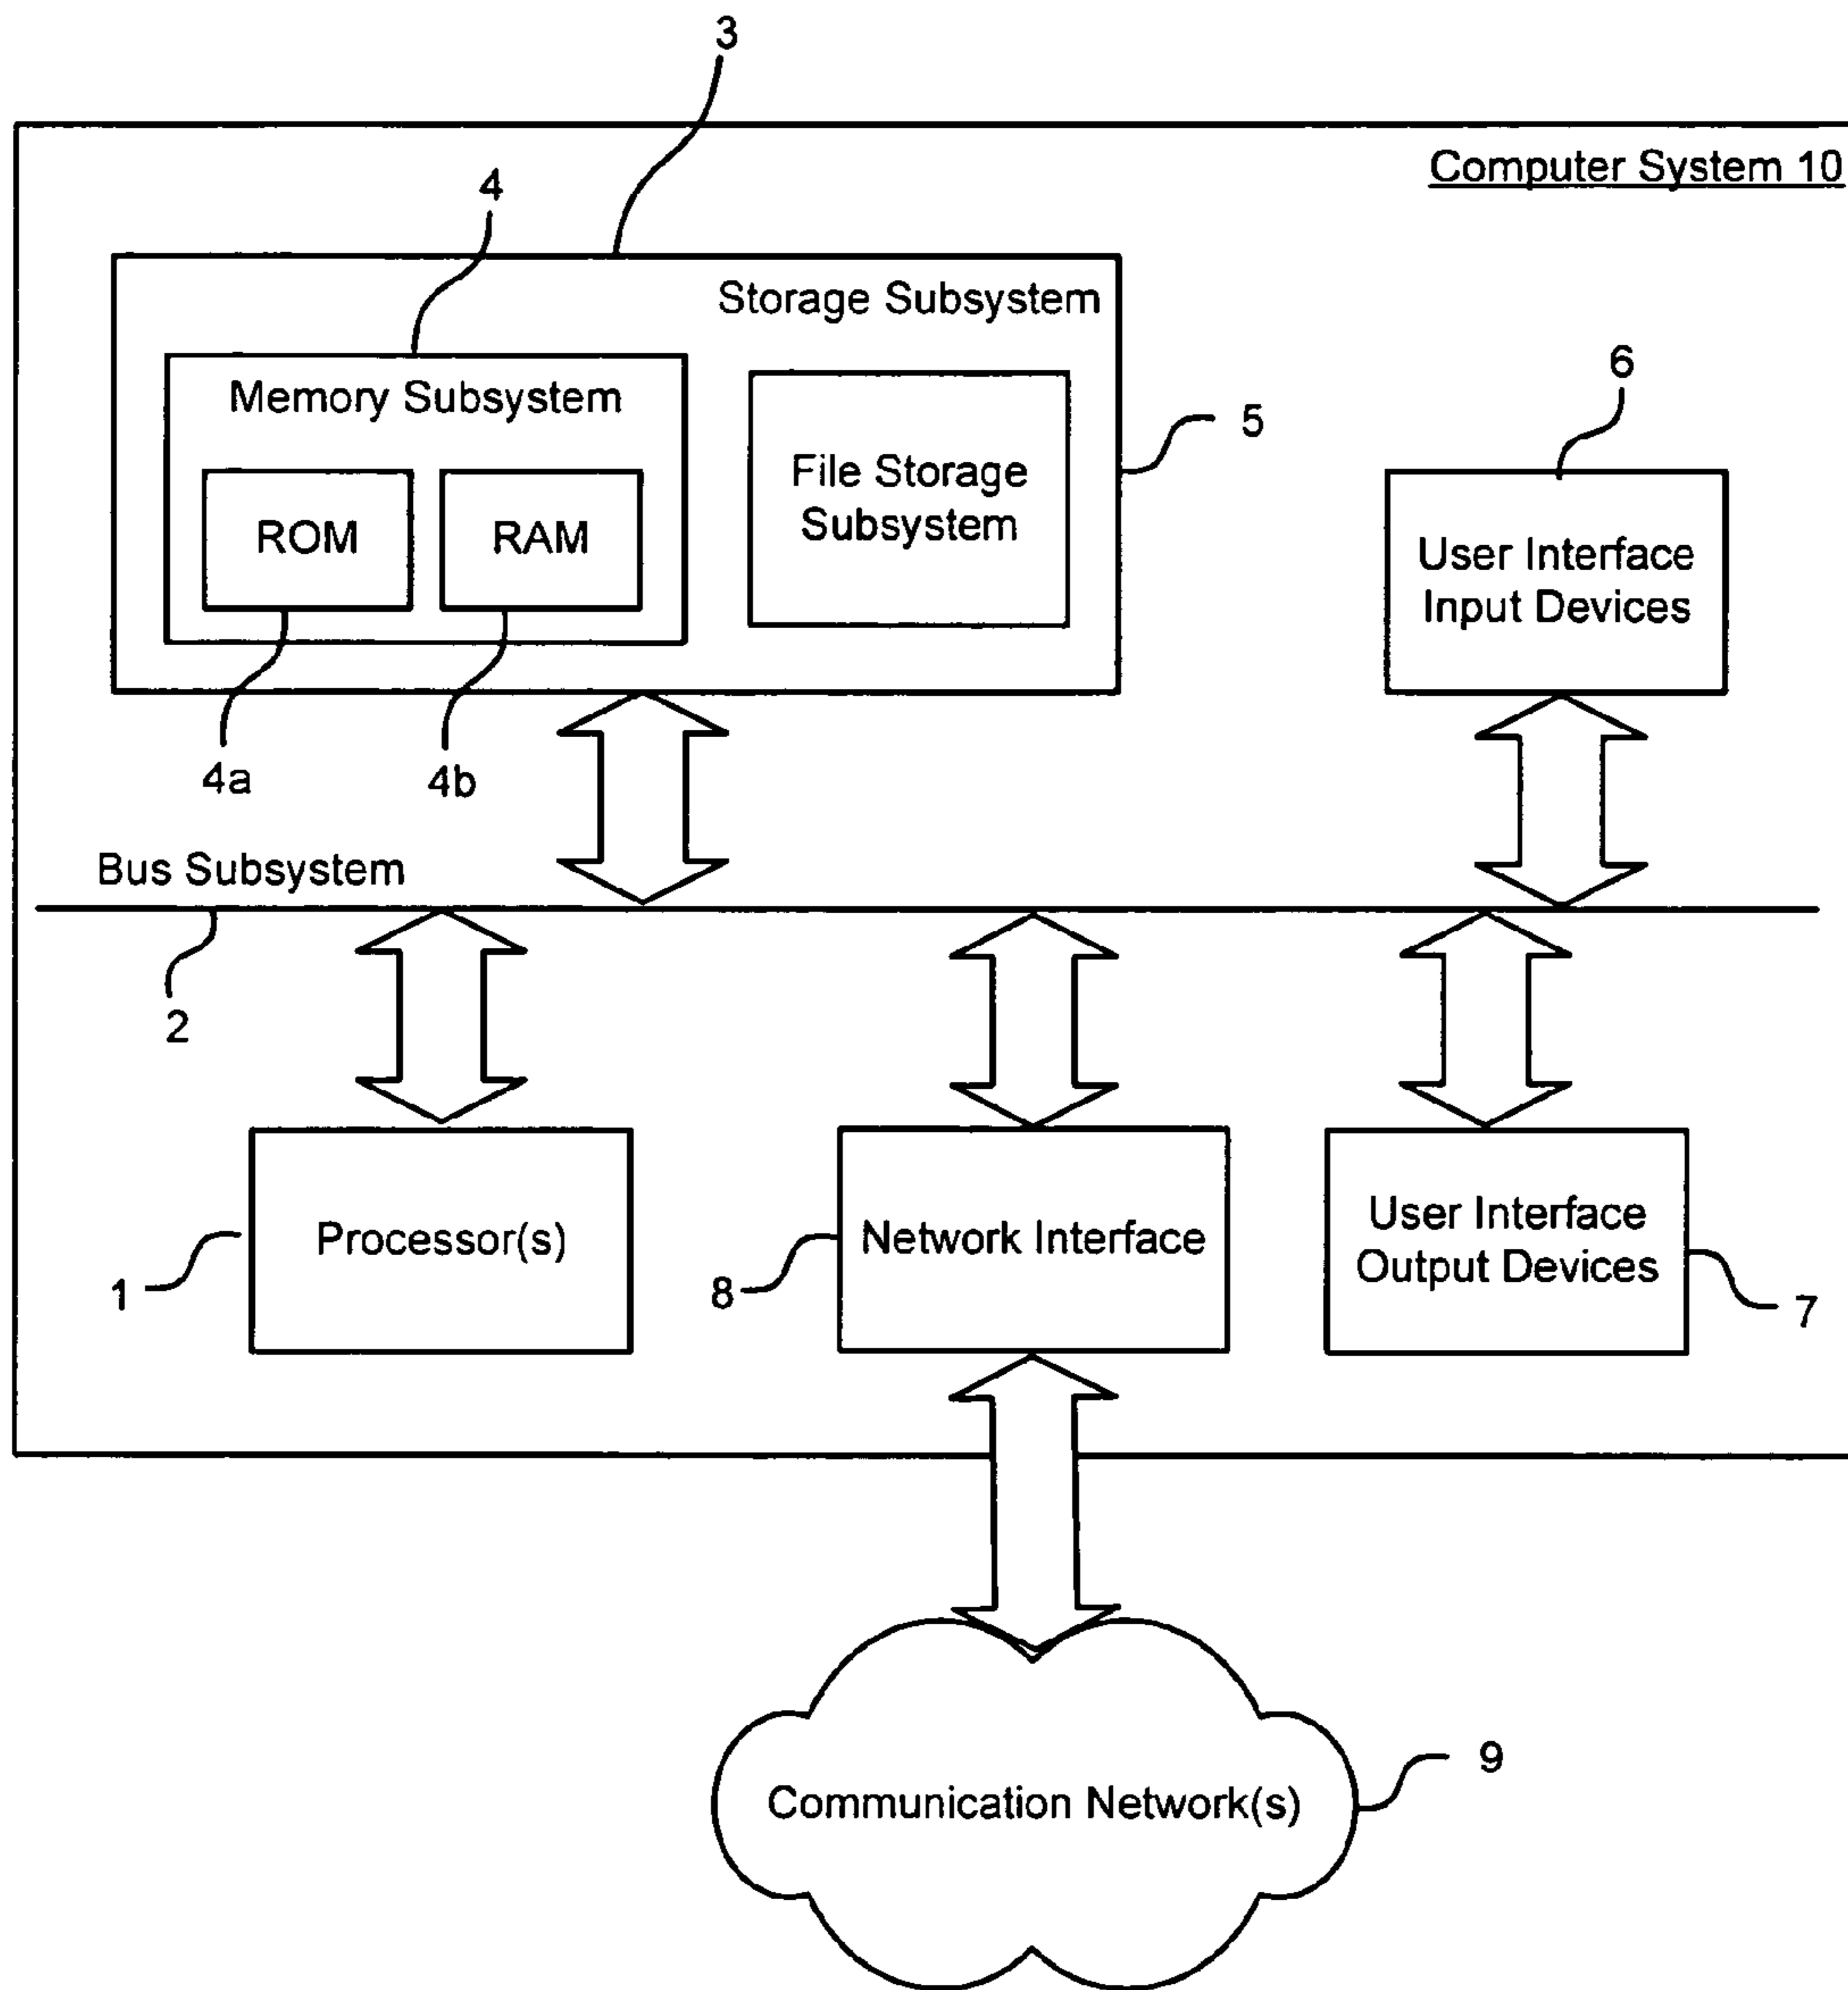 3
Computer System 10
4
Storage Subsystem
6
Memory Subsystem
5
File Storage
Subsystem
ROM
RAM
User Interface
Input Devices
4a
4b
Bus Subsystem
2
Processor(s)
1
Network Interface
8
User Interface
Output Devices
7
Communication Network(s)
9